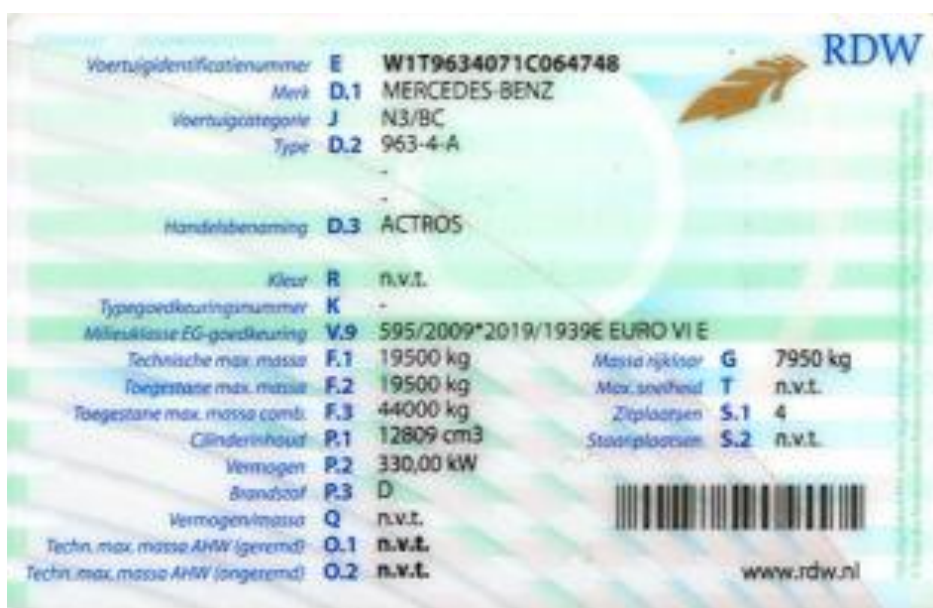 RDW
Voertuigidentificatienummer E W1T9634071C064748
Merk D.1 MERCEDES-BENZ
Voertuigcategorie J N3/BC
Type D.2 963-4-A
-
-
Handelsbenaming D.3 ACTROS
Kleur R n.v.t.
Typegoedkeuringsnummer K -
Milieuklasse EG-goedkeuring V.9 595/2009*2019/1939E EURO VI E
Technische max. massa F.1 19500 kg Massa rijklaar G 7950 kg
Toegestane max. massa F.2 19500 kg Max. snelheid T n.v.t.
Toegestane max. massa comb. F.3 44000 kg Zitplaatsen S.1 4
Cilinderinhoud P.1 12809 cm3 Staanplaatsen S.2 n.v.t.
Vermogen P.2 330,00 kW
Brandstof P.3 D
Vermogen/massa Q n.v.t.
Techn. max. massa AHW (geremd) O.1 n.v.t.
Techn. max. massa AHW (ongeremd) O.2 n.v.t.
www.rdw.nl